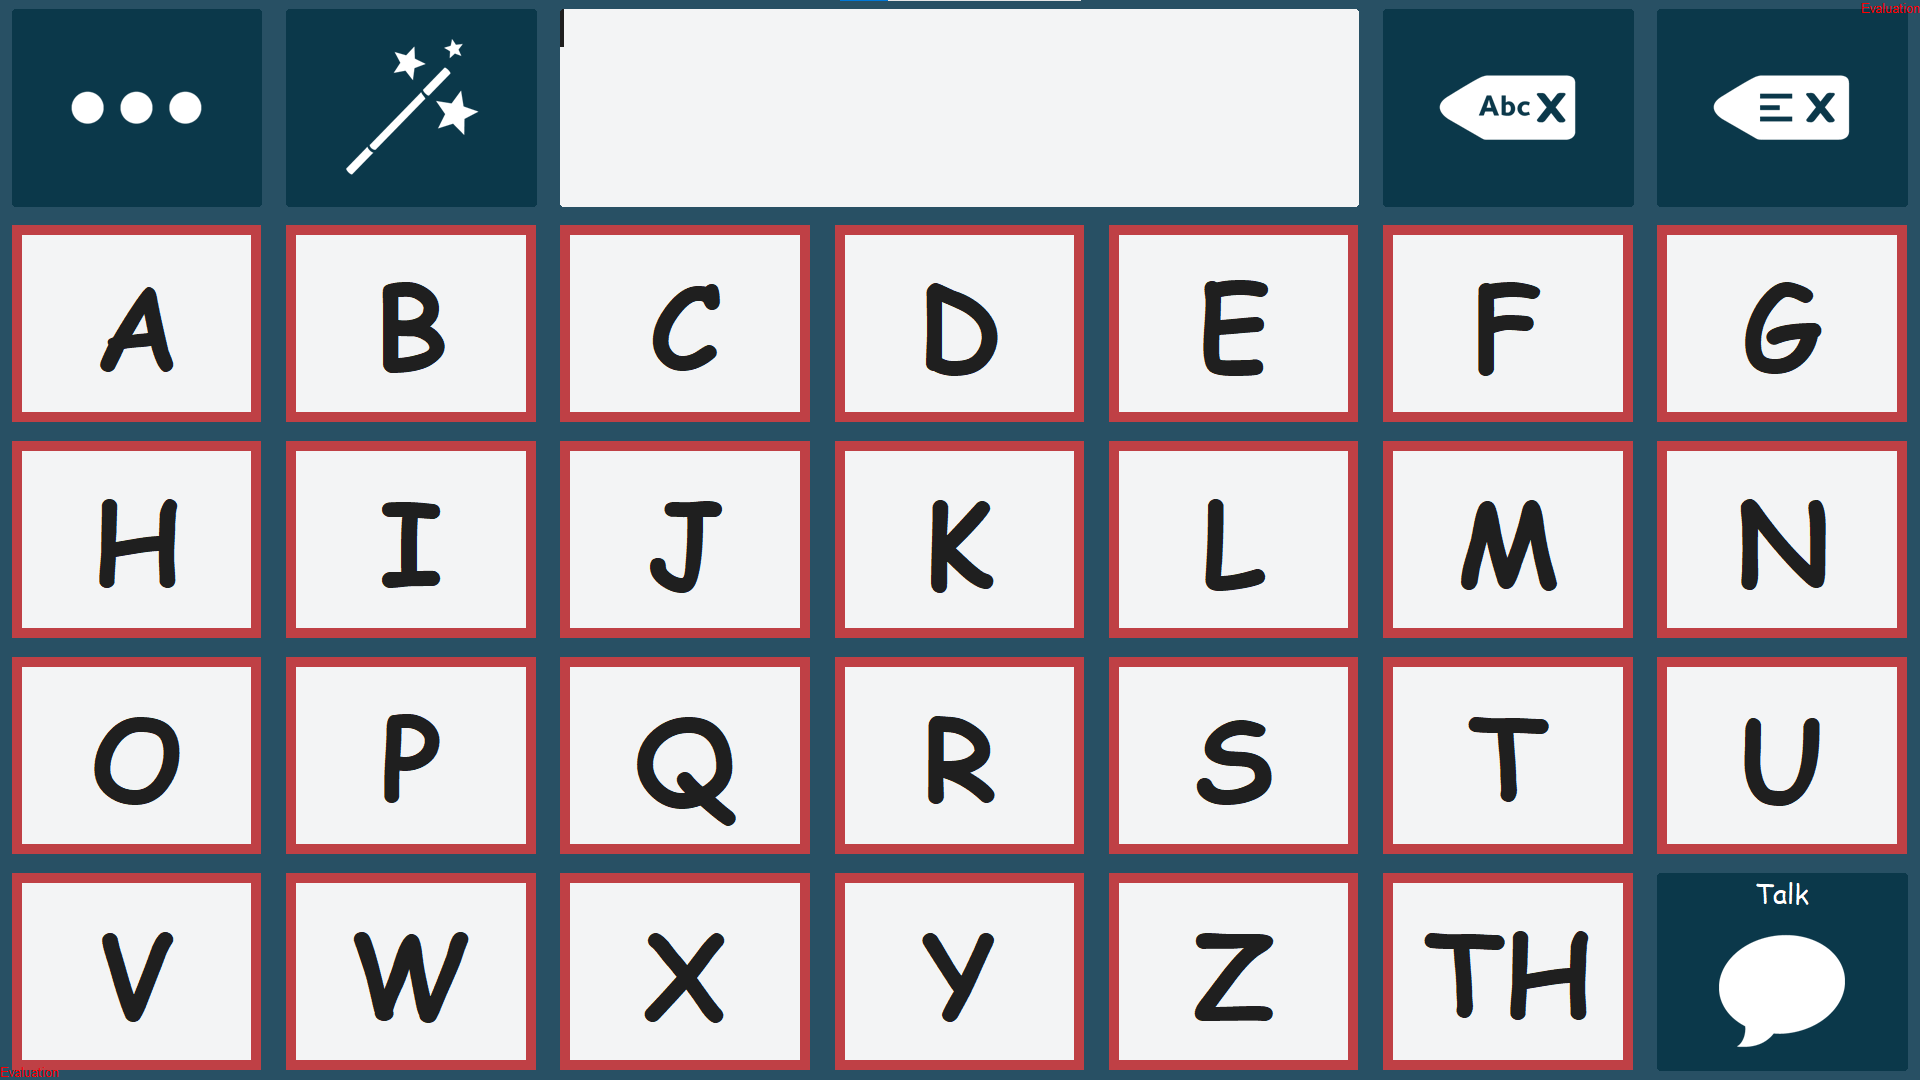 Evaluation
Abc X
X
A B C D E F G
H I J K L M N
O P Q R S T U
V W X Y Z TH
Talk
Evaluation